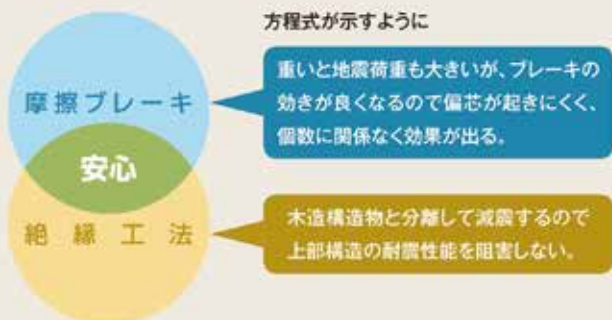 方程式が示すように
重いと地震荷重も大きいが、ブレーキの
効きが良くなるので偏芯が起きにくく、
個数に関係なく効果が出る。
摩擦ブレーキ
安心
絶縁工法
木造構造物と分離して減震するので
上部構造の耐震性能を阻害しない。